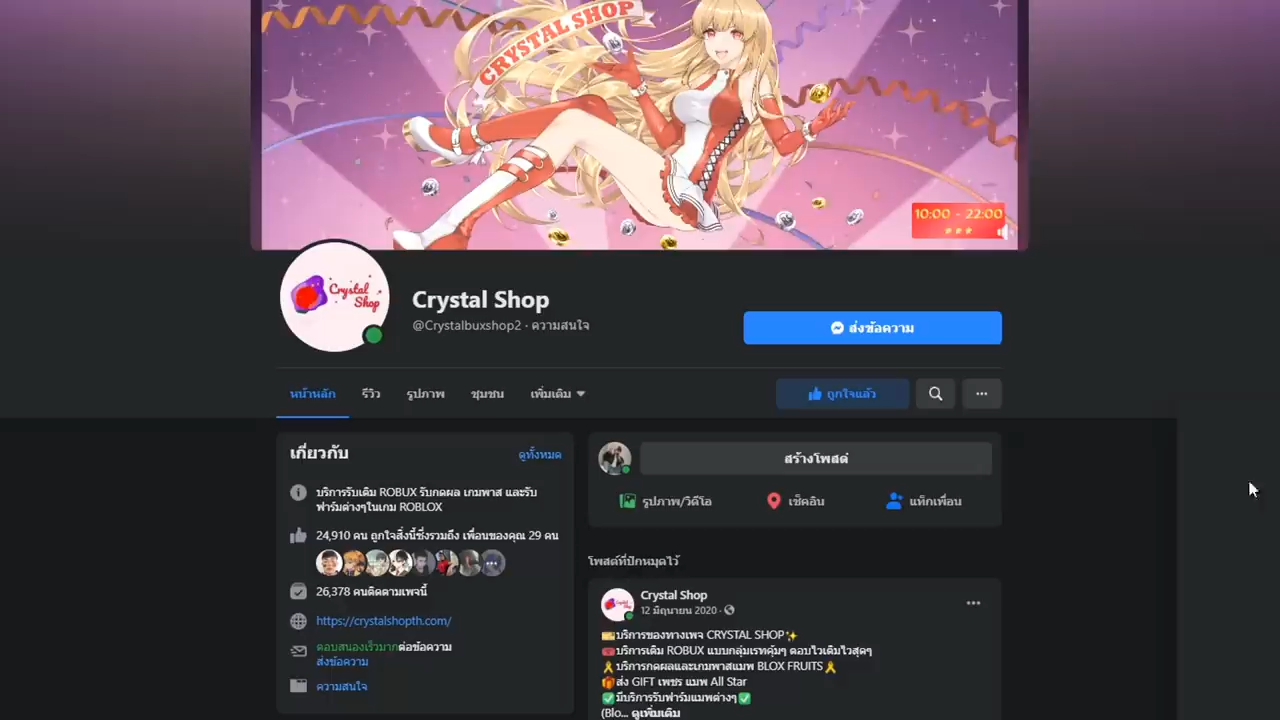 CRYSTAL SHOP
10:00 - 22:00
Crystal Shop
Crystal Shop
@Crystalbuxshop2 · ความสนใจ
ส่งข้อความ
หน้าหลัก รีวิว รูปภาพ ชุมชน เพิ่มเติม
ถูกใจแล้ว
เกี่ยวกับ ดูทั้งหมด
บริการรับเติม ROBUX รับกดผล เกมพาส และรับ
ฟาร์มต่างๆในเกม ROBLOX
24,910 คน ถูกใจสิ่งนี้ซึ่งรวมถึง เพื่อนของคุณ 29 คน
26,378 คนติดตามเพจนี้
https://crystalshopth.com/
ตอบสนองเร็วมากต่อข้อความ
ส่งข้อความ
ความสนใจ
สร้างโพสต์
รูปภาพ/วิดีโอ เช็คอิน แท็กเพื่อน
โพสต์ที่ปักหมุดไว้
Crystal Shop
12 มิถุนายน 2020 ·
🎫บริการของทางเพจ CRYSTAL SHOP✨
บริการเติม ROBUX แบบกลุ่มเรทคุ้มๆ ตอบไวเติมไวสุดๆ
🎗บริการกดผลและเกมพาสแมพ BLOX FRUITS🎗
🎁ส่ง GIFT เพชร แมพ All Star
✅มีบริการรับฟาร์มแมพต่างๆ✅
(Blo... ดูเพิ่มเติม